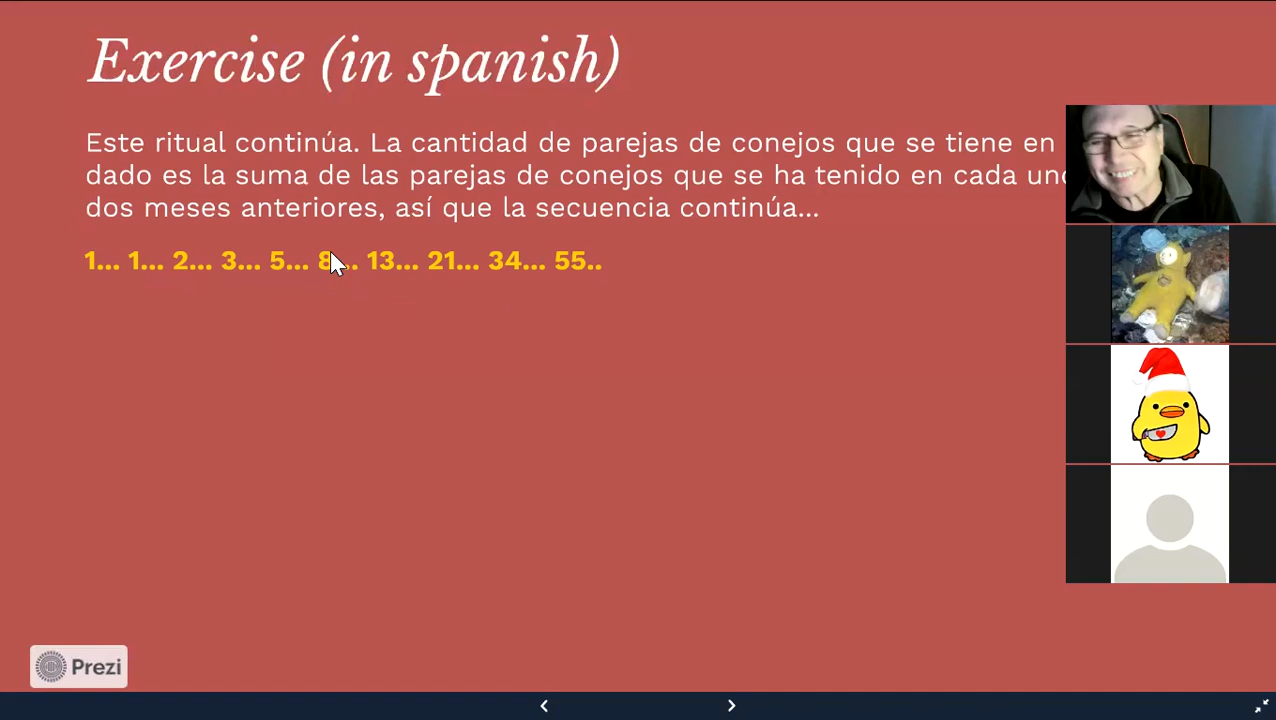 Exercise (in spanish)
Este ritual continúa. La cantidad de parejas de conejos que se tiene en
dado es la suma de las parejas de conejos que se ha tenido en cada
dos meses anteriores, así que la secuencia continúa...
1... 1... 2... 3... 5... 8... 13... 21... 34... 55..
Prezi